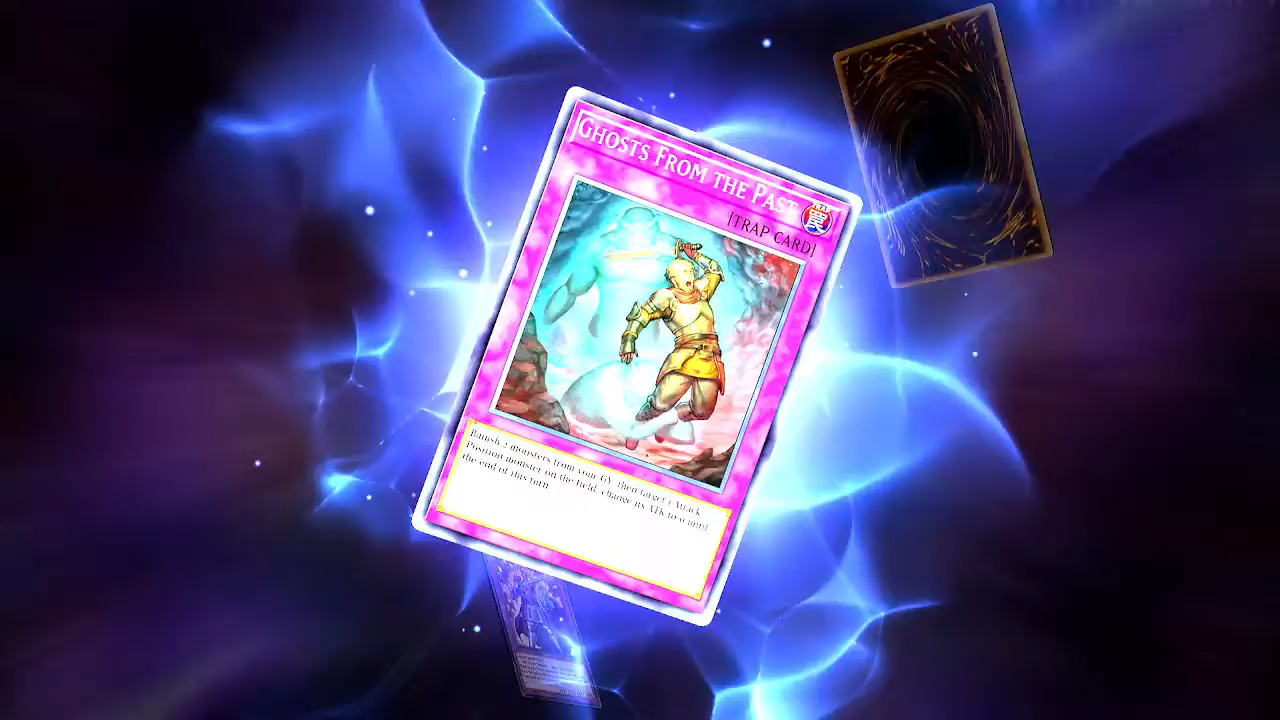 Ghosts From the Past
[TRAP CARD]
罠
Banish 2 monsters from your GY, then target 1 Attack
Position monster on the field, change its ATK to 0 until
the end of this turn.